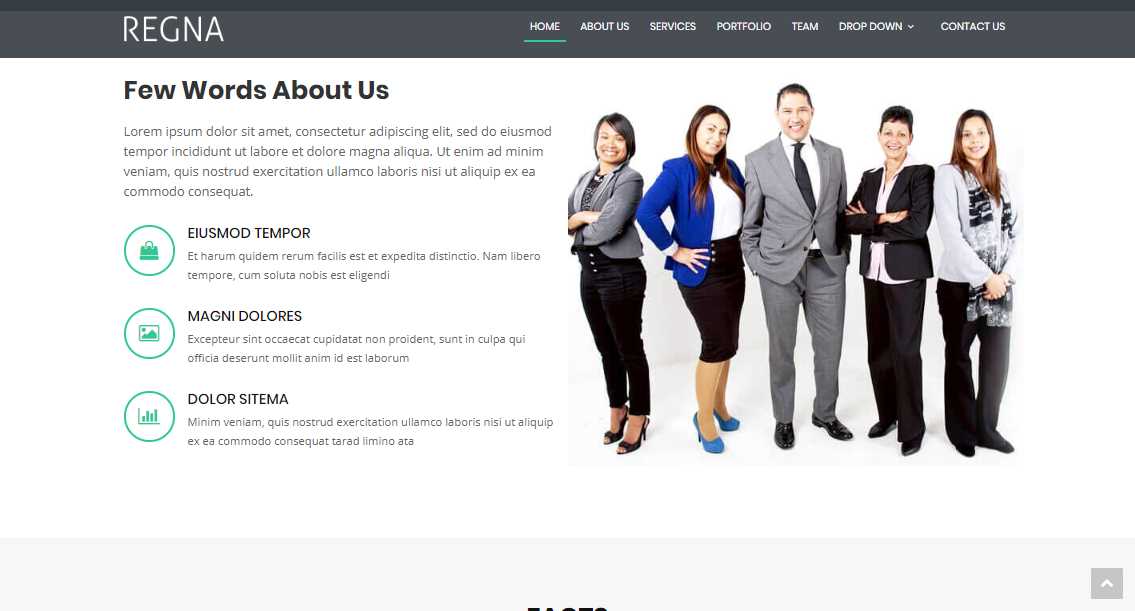 REGNA
HOME ABOUT US SERVICES PORTFOLIO TEAM DROP DOWN CONTACT US
Few Words About Us
Lorem ipsum dolor sit amet, consectetur adipiscing elit, sed do eiusmod
tempor incididunt ut labore et dolore magna aliqua. Ut enim ad minim
veniam, quis nostrud exercitation ullamco laboris nisi ut aliquip ex ea
commodo consequat.
EIUSMOD TEMPOR
Et harum quidem rerum facilis est et expedita distinctio. Nam libero
tempore, cum soluta nobis est eligendi
MAGNI DOLORES
Excepteur sint occaecat cupidatat non proident, sunt in culpa qui
officia deserunt mollit anim id est laborum
DOLOR SITEMA
Minim veniam, quis nostrud exercitation ullamco laboris nisi ut aliquip
ex ea commodo consequat tarad limino ata
FACTS